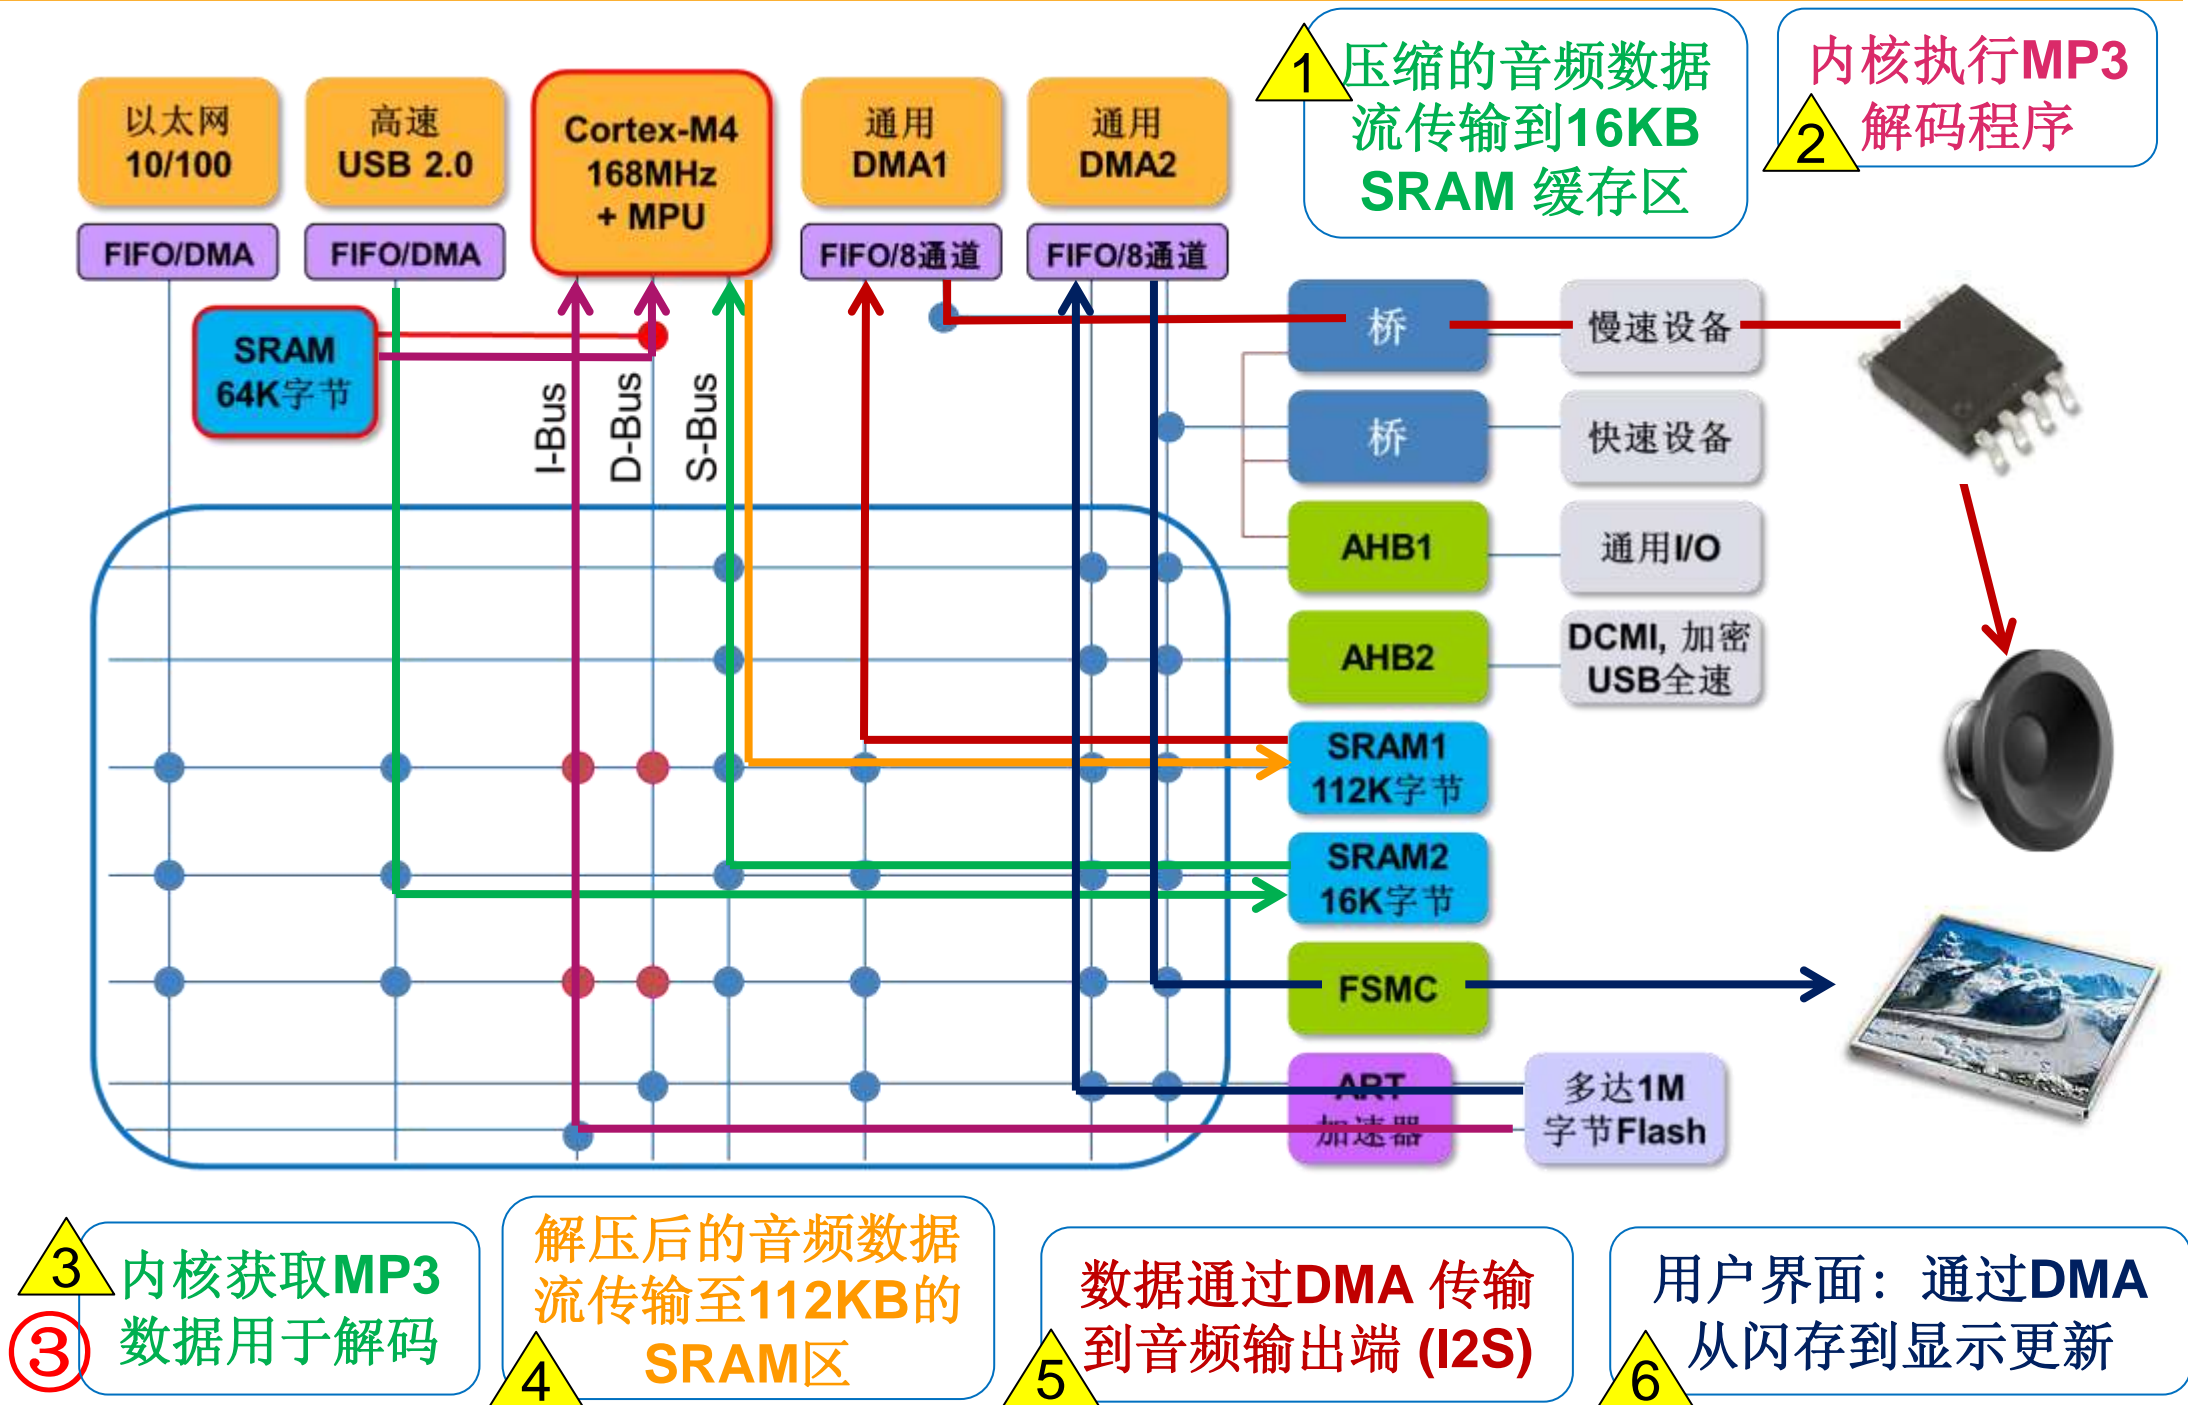 1
压缩的音频数据
流传输到16KB
SRAM 缓存区
内核执行MP3
解码程序
2
以太网
10/100
高速
USB 2.0
Cortex-M4
168MHz
+ MPU
通用
DMA1
通用
DMA2
FIFO/DMA
FIFO/DMA
FIFO/8通道
FIFO/8通道
SRAM
64K字节
I-Bus
D-Bus
S-Bus
桥
慢速设备
桥
快速设备
AHB1
通用I/O
AHB2
DCMI, 加密
USB全速
SRAM1
112K字节
SRAM2
16K字节
FSMC
ART
加速器
多达1M
字节Flash
3
③
内核获取MP3
数据用于解码
解压后的音频数据
流传输至112KB的
SRAM区
4
数据通过DMA 传输
到音频输出端 (I2S)
5
用户界面：通过DMA
从闪存到显示更新
6